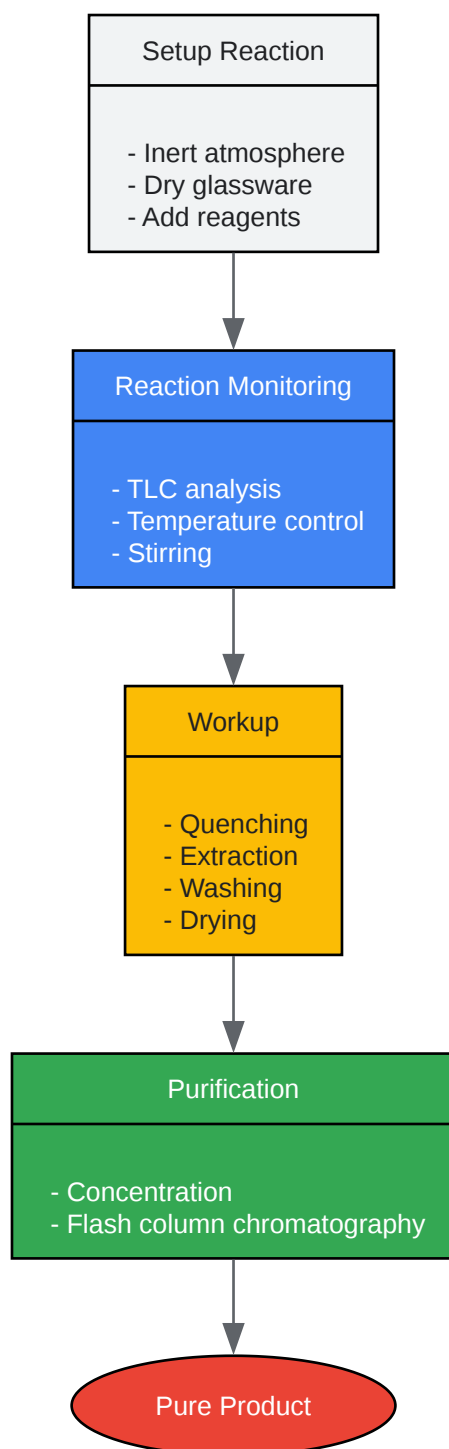 Setup Reaction
- Inert atmosphere
- Dry glassware
- Add reagents
Reaction Monitoring
- TLC analysis
- Temperature control
- Stirring
Workup
- Quenching
- Extraction
- Washing
- Drying
Purification
- Concentration
- Flash column chromatography
Pure Product